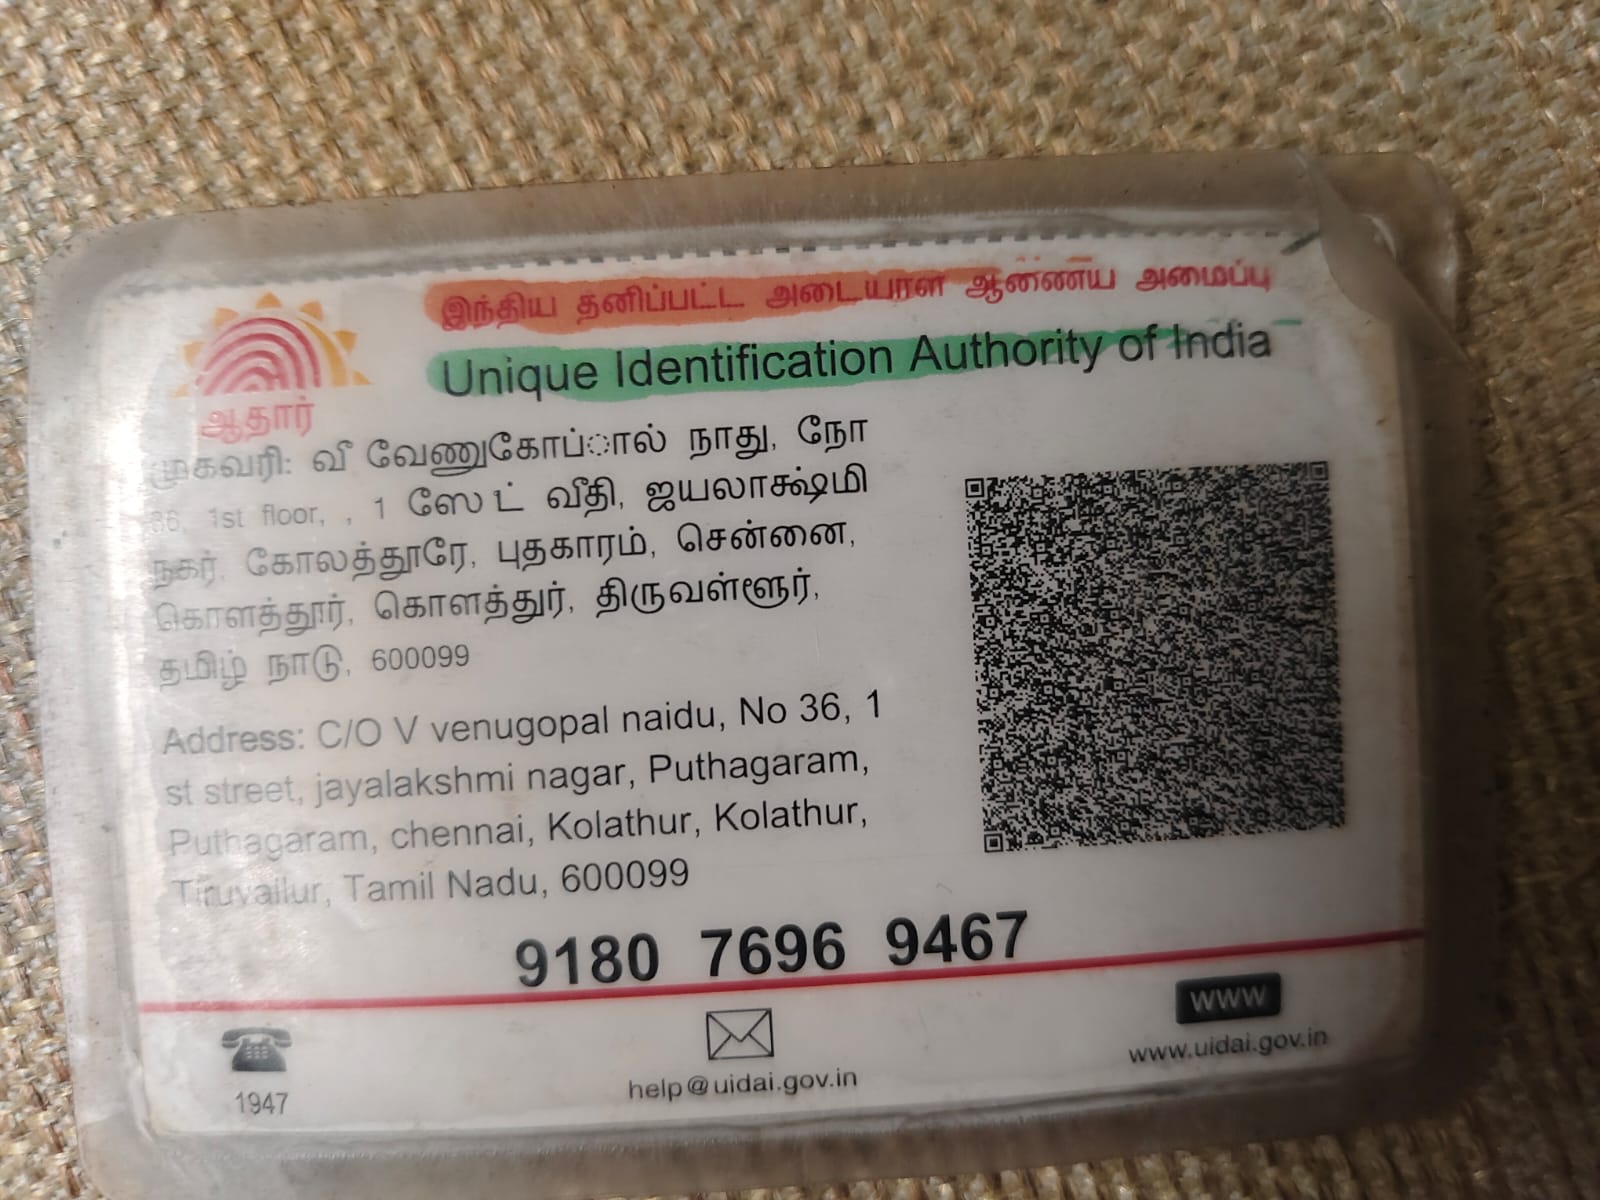 இந்திய தனிப்பட்ட அடையாள ஆணைய அமைப்பு
Unique Identification Authority of India
ஆதார்
முகவரி: வீ வேணுகோப்ால் நாது, நோ
36, 1st floor, , 1 ஸேட் வீதி, ஜயலாக்ஷ்மி
நகர், கோலத்தூரே, புதகாரம், சென்னை,
கொளத்தூர், கொளத்துர், திருவள்ளூர்,
தமிழ் நாடு, 600099
Address: C/O V venugopal naidu, No 36, 1
st street, jayalakshmi nagar, Puthagaram,
Puthagaram, chennai, Kolathur, Kolathur,
Tiruvallur, Tamil Nadu, 600099
9180 7696 9467
WWW
1947
help@uidai.gov.in
www.uidai.gov.in